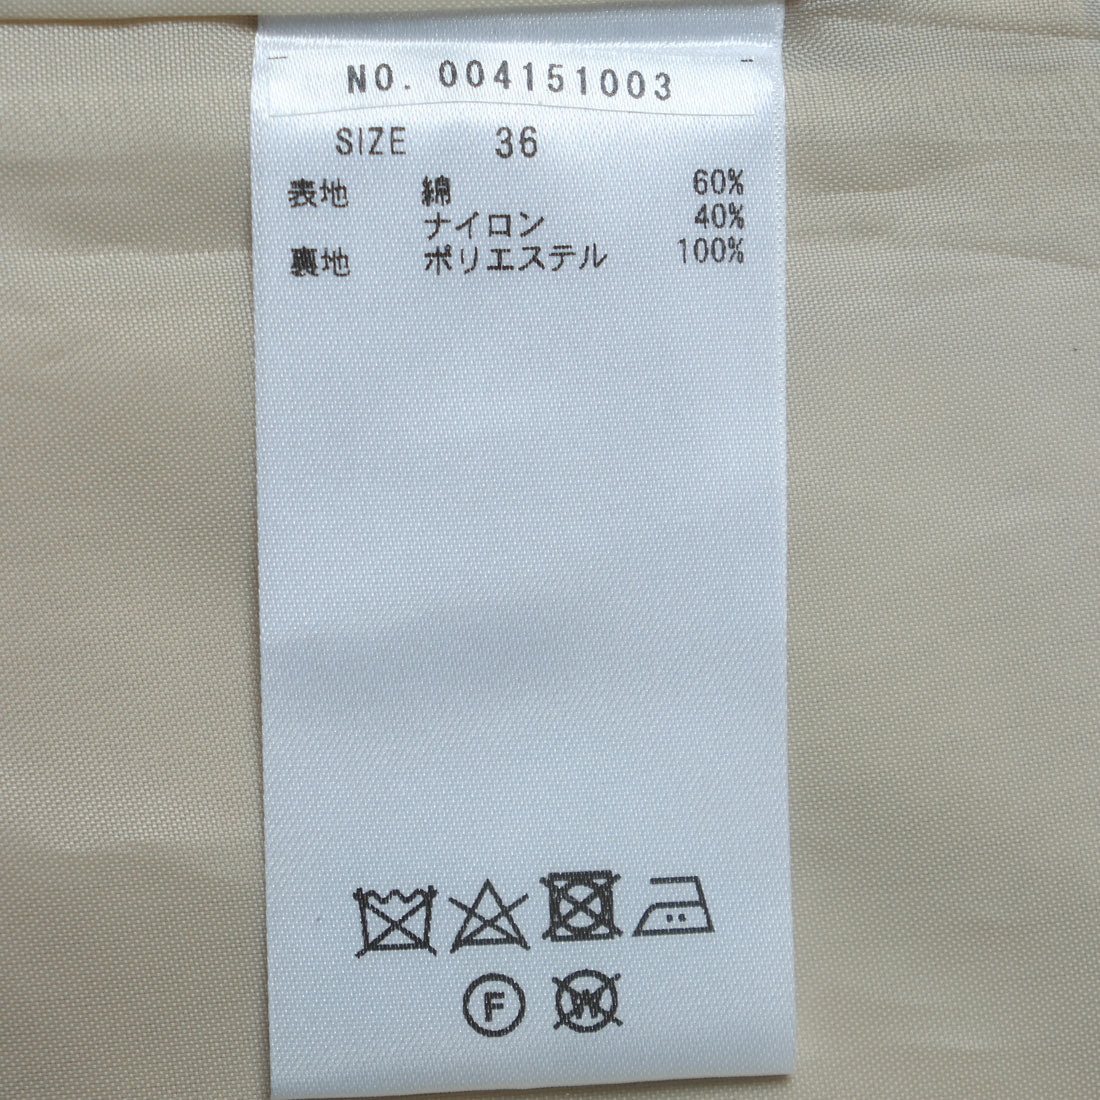 NO. 004151003
SIZE 36
表地 綿 60%
ナイロン 40%
裏地 ポリエステル 100%
F
W